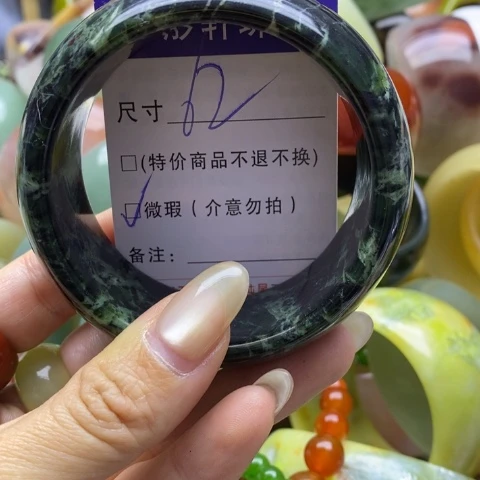 尺寸 62
□(特价商品不退不换)
☑微瑕(介意勿拍)
备注: